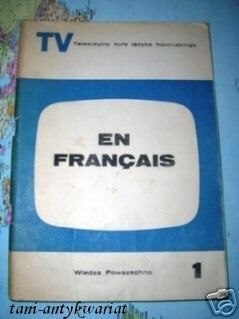 TV Telewizyjny kurs języka francuskiego
EN
FRANÇAIS
Wiedza Powszechna 1
tani-antykwariat